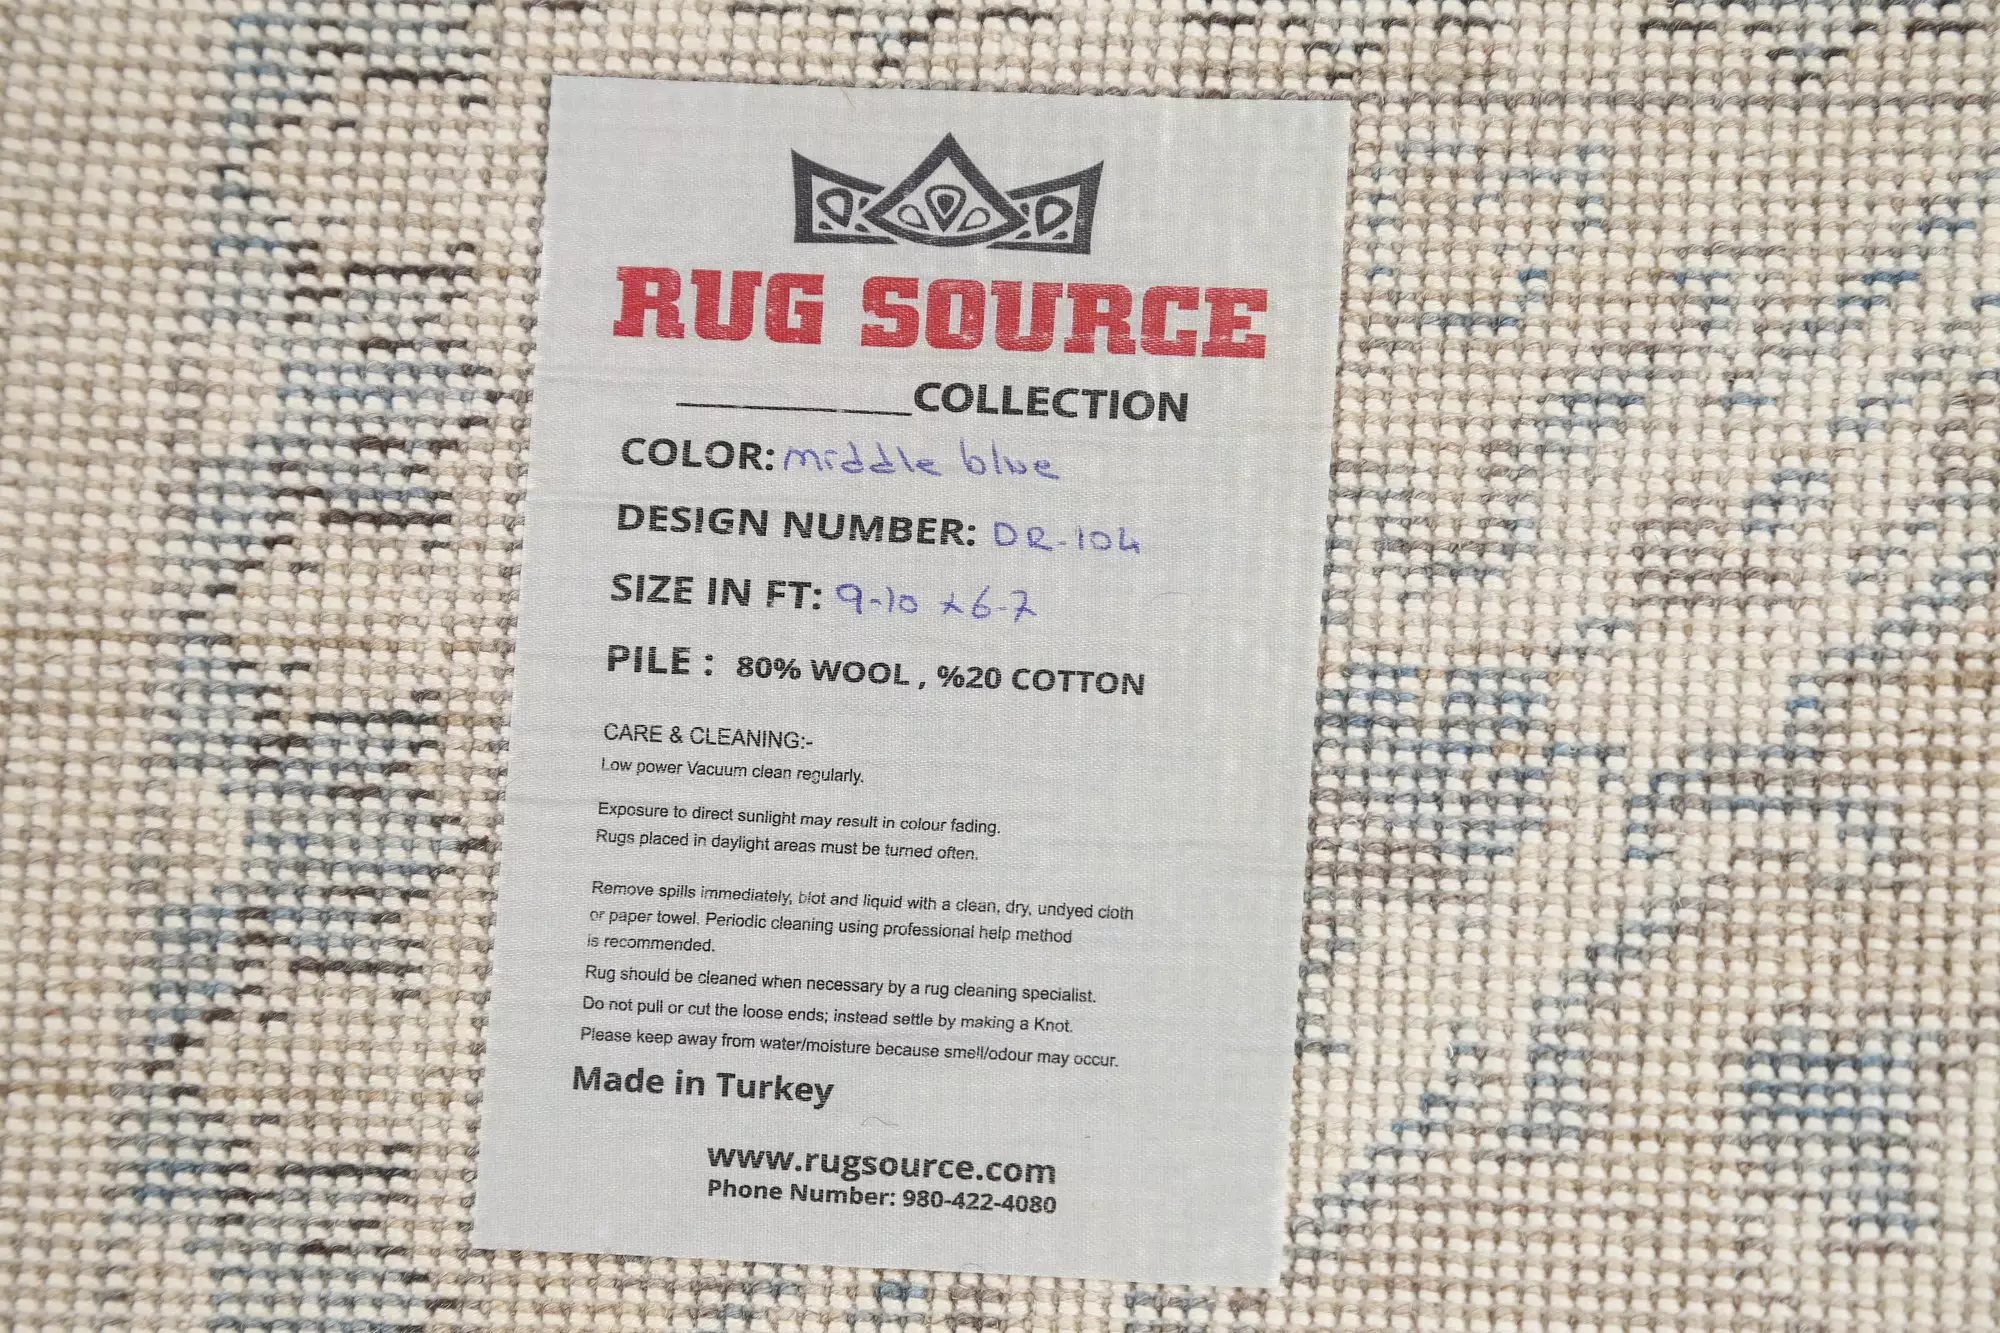 RUG SOURCE
__________COLLECTION
COLOR: middle blue
DESIGN NUMBER: DR-104
SIZE IN FT: 9-10 x 6-7
PILE : 80% WOOL , %20 COTTON
CARE & CLEANING:-
Low power Vacuum clean regularly.
Exposure to direct sunlight may result in colour fading.
Rugs placed in daylight areas must be turned often.
Remove spills immediately, blot and liquid with a clean, dry, undyed cloth
or paper towel. Periodic cleaning using professional help method
is recommended.
Rug should be cleaned when necessary by a rug cleaning specialist.
Do not pull or cut the loose ends; instead settle by making a Knot.
Please keep away from water/moisture because smell/odour may occur.
Made in Turkey
www.rugsource.com
Phone Number: 980-422-4080